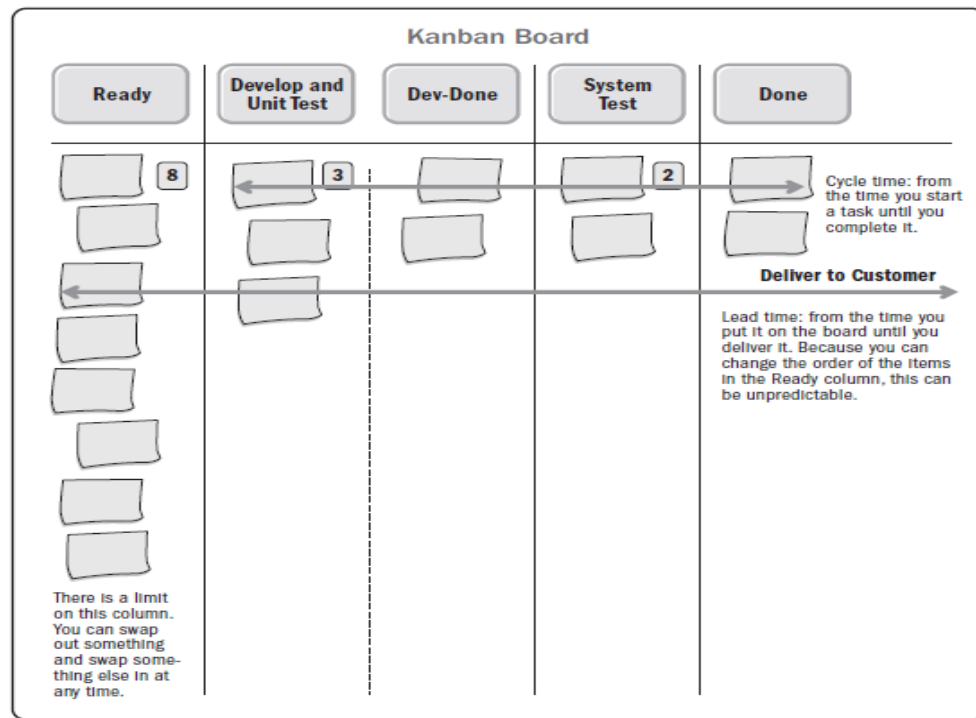 Kanban Board
Ready
Develop and
Unit Test
Dev-Done
System
Test
Done
8
3
2
Cycle time: from
the time you start
a task until you
complete it.
Deliver to Customer
Lead time: from the time you
put it on the board until you
deliver it. Because you can
change the order of the items
in the Ready column, this can
be unpredictable.
There is a limit
on this column.
You can swap
out something
and swap some-
thing else in at
any time.